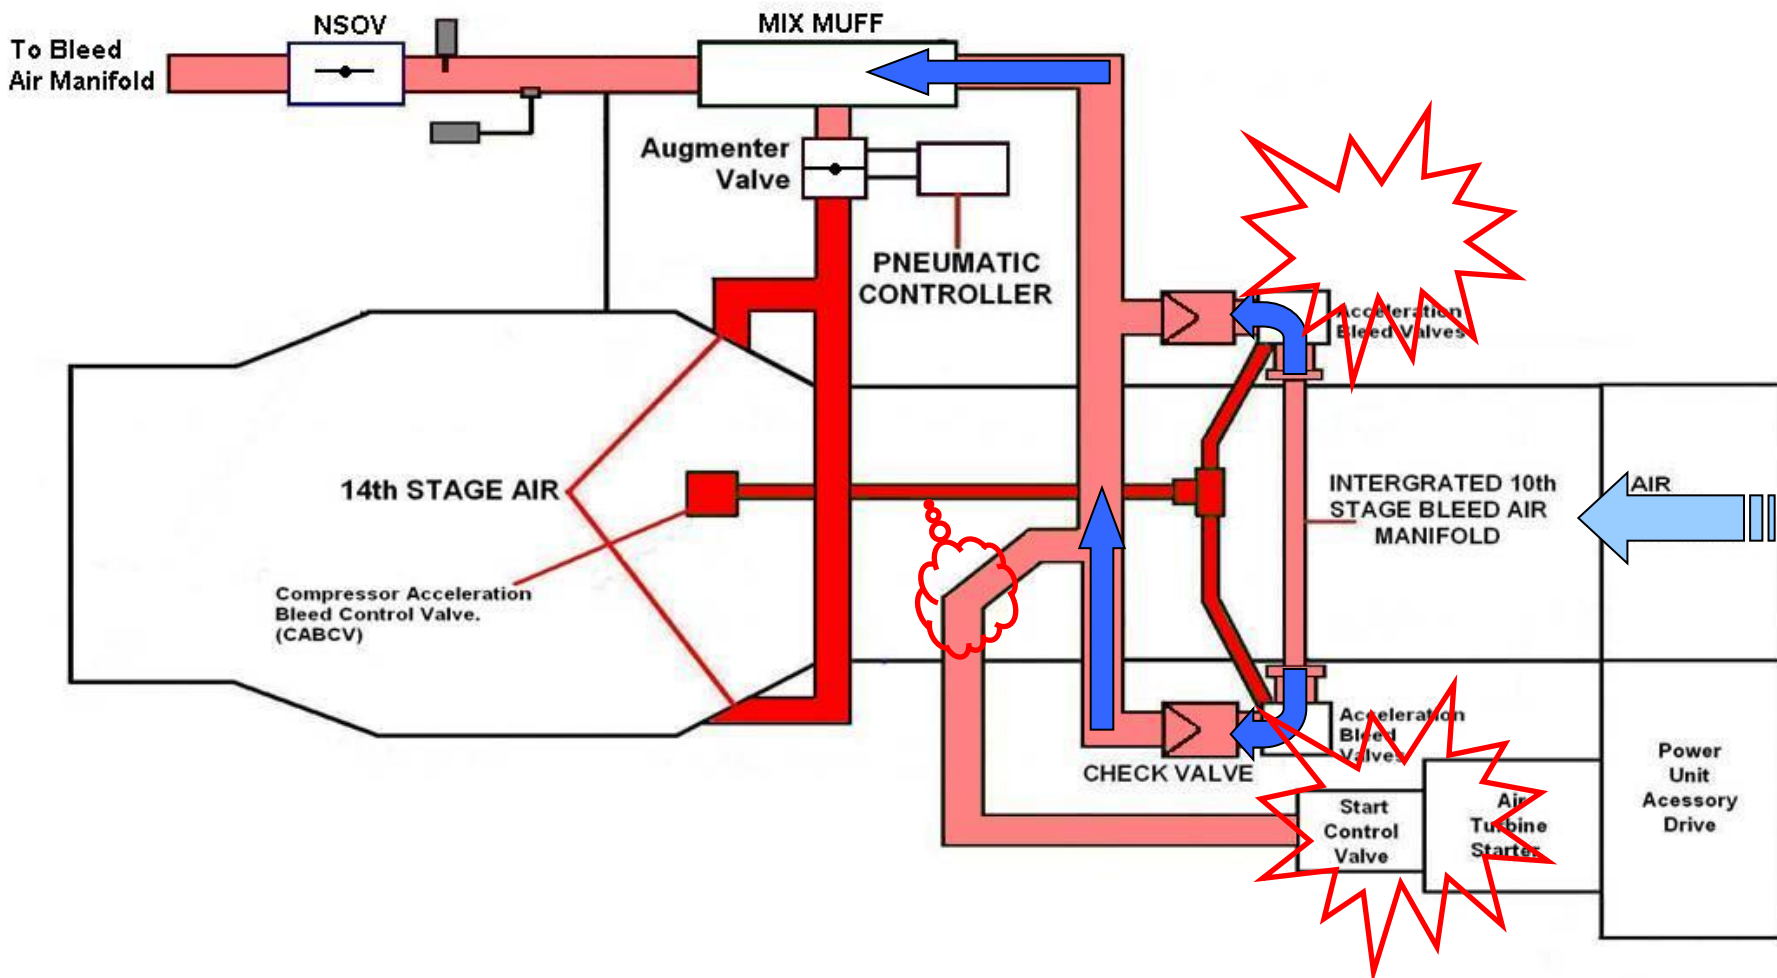 NSOV
MIX MUFF
To Bleed
Air Manifold
Augmenter
Valve
PNEUMATIC
CONTROLLER
Acceleration
Bleed Valves
14th STAGE AIR
INTERGRATED 10th
STAGE BLEED AIR
MANIFOLD
AIR
Compressor Acceleration
Bleed Control Valve.
(CABCV)
Acceleration
Bleed
Valves
CHECK VALVE
Start
Control
Valve
Air
Turbine
Starter
Power
Unit
Acessory
Drive